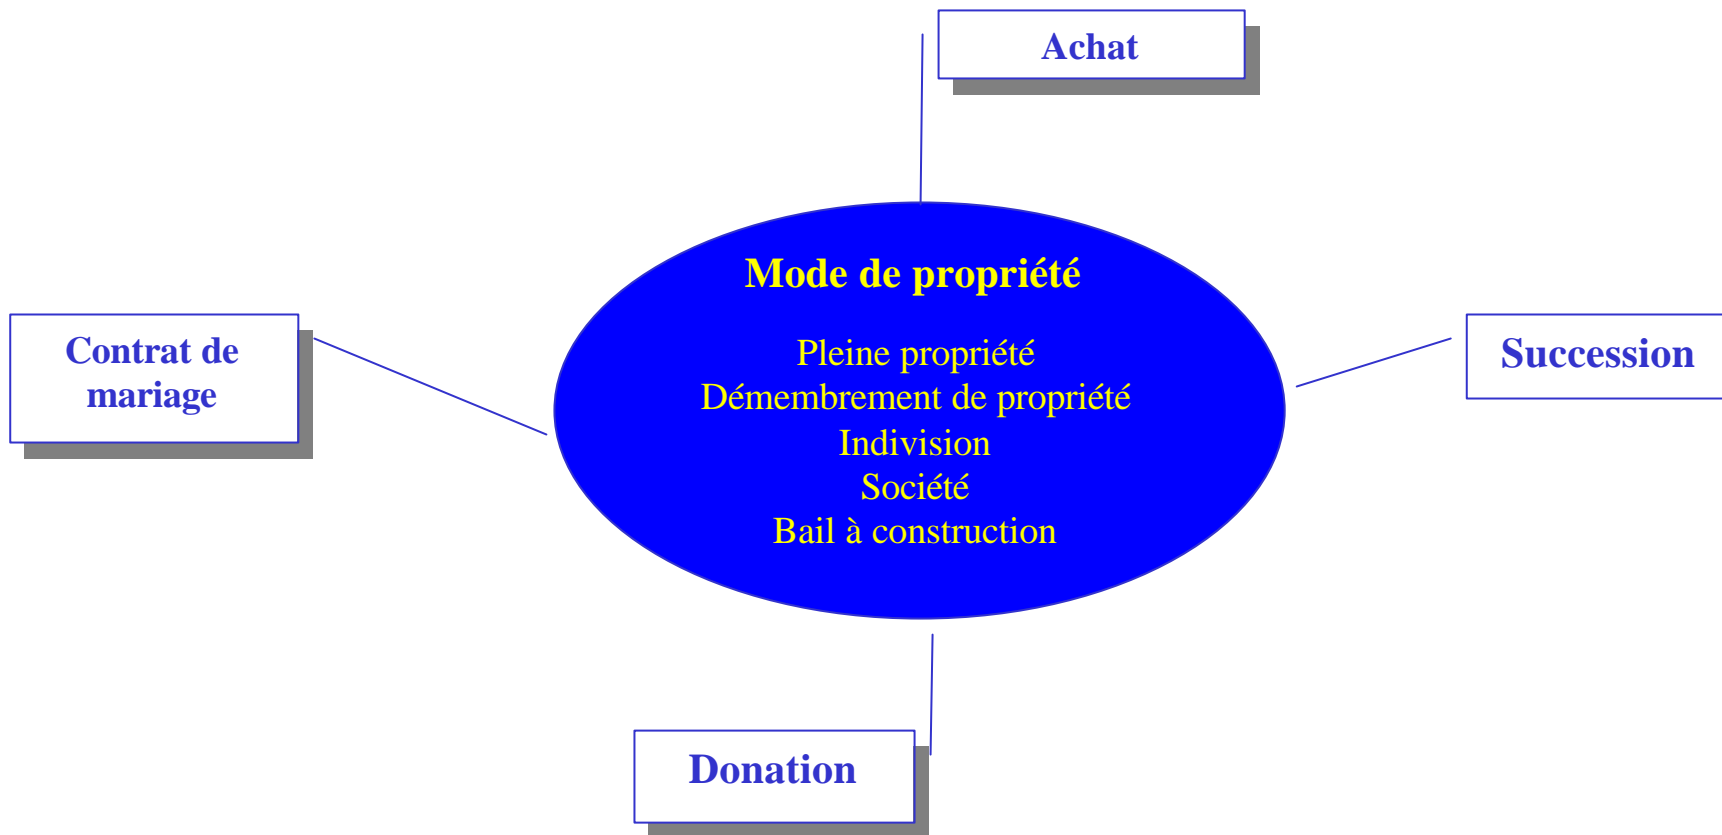 Achat
Mode de propriété
Pleine propriété
Démembrement de propriété
Indivision
Société
Bail à construction
Contrat de
mariage
Succession
Donation